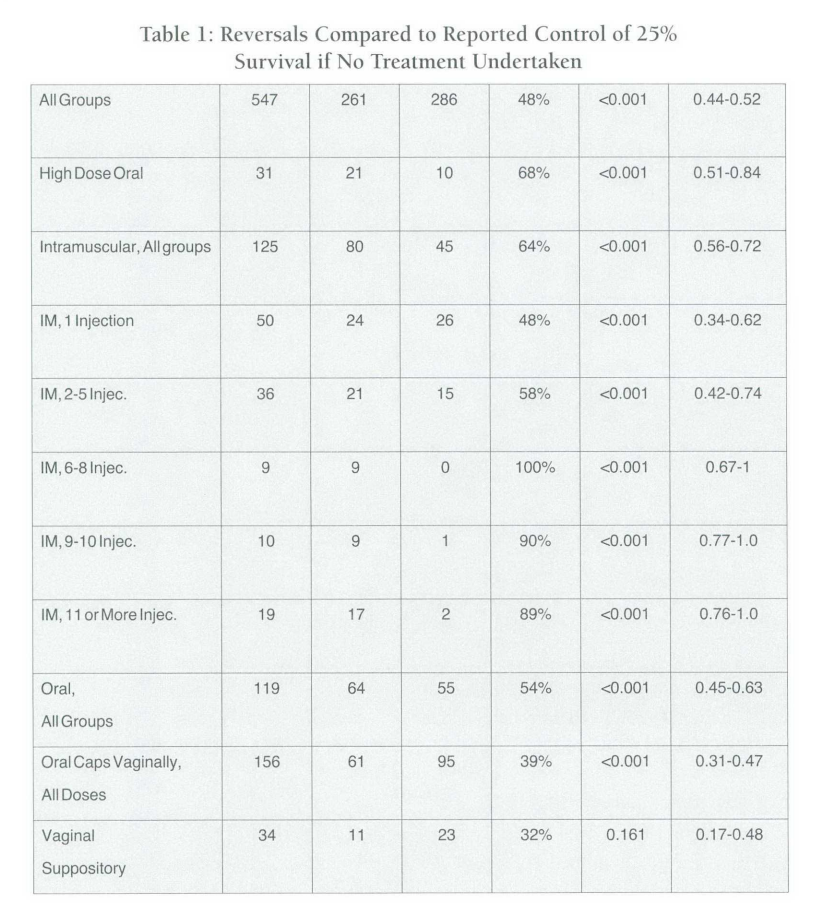 Table 1: Reversals Compared to Reported Control of 25%
Survival if No Treatment Undertaken
All Groups 547 261 286 48% <0.001 0.44-0.52
High Dose Oral 31 21 10 68% <0.001 0.51-0.84
Intramuscular, All groups 125 80 45 64% <0.001 0.56-0.72
IM, 1 Injection 50 24 26 48% <0.001 0.34-0.62
IM, 2-5 Injec. 36 21 15 58% <0.001 0.42-0.74
IM, 6-8 Injec. 9 9 0 100% <0.001 0.67-1
IM, 9-10 Injec. 10 9 1 90% <0.001 0.77-1.0
IM, 11 or More Injec. 19 17 2 89% <0.001 0.76-1.0
Oral, 119 64 55 54% <0.001 0.45-0.63
All Groups
Oral Caps Vaginally, 156 61 95 39% <0.001 0.31-0.47
All Doses
Vaginal 34 11 23 32% 0.161 0.17-0.48
Suppository